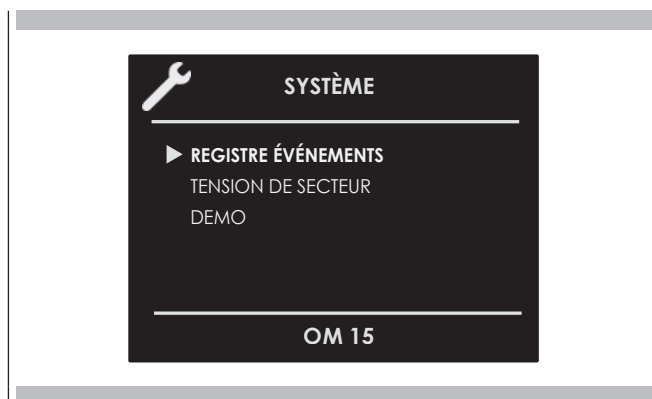 SYSTÈME
REGISTRE ÉVÉNEMENTS
TENSION DE SECTEUR
DEMO
OM 15